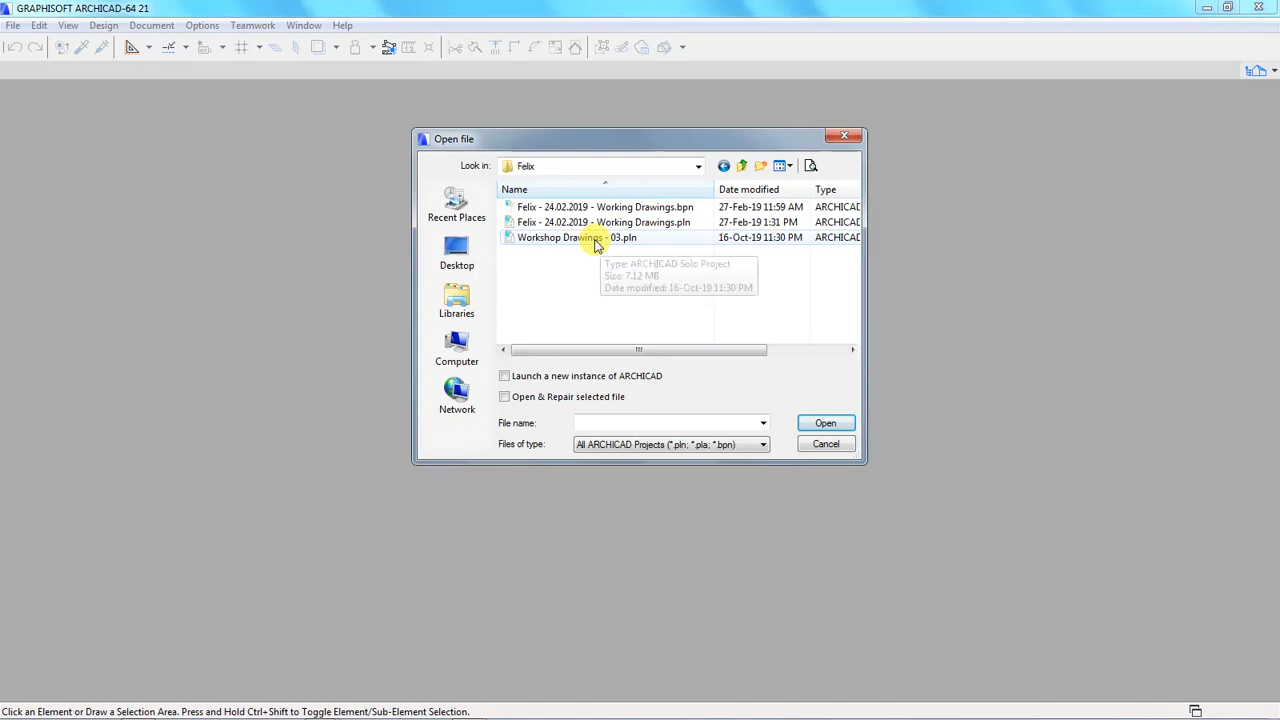 GRAPHISOFT ARCHICAD-64 21
File Edit View Design Document Options Teamwork Window Help
Open file
Look in: Felix
Name Date modified Type
Felix - 24.02.2019 - Working Drawings.bpn 27-Feb-19 11:59 AM ARCHICAD
Felix - 24.02.2019 - Working Drawings.pln 27-Feb-19 1:31 PM ARCHICAD
Workshop Drawings - 03.pln 16-Oct-19 11:30 PM ARCHICAD
Type: ARCHICAD Solo Project
Size: 7.12 MB
Date modified: 16-Oct-19 11:30 PM
Recent Places
Desktop
Libraries
Computer
Network
Launch a new instance of ARCHICAD
Open & Repair selected file
File name: Open
Files of type: All ARCHICAD Projects (*.pln; *.pla; *.bpn) Cancel
Click an Element or Draw a Selection Area. Press and Hold Ctrl+Shift to Toggle Element/Sub-Element Selection.